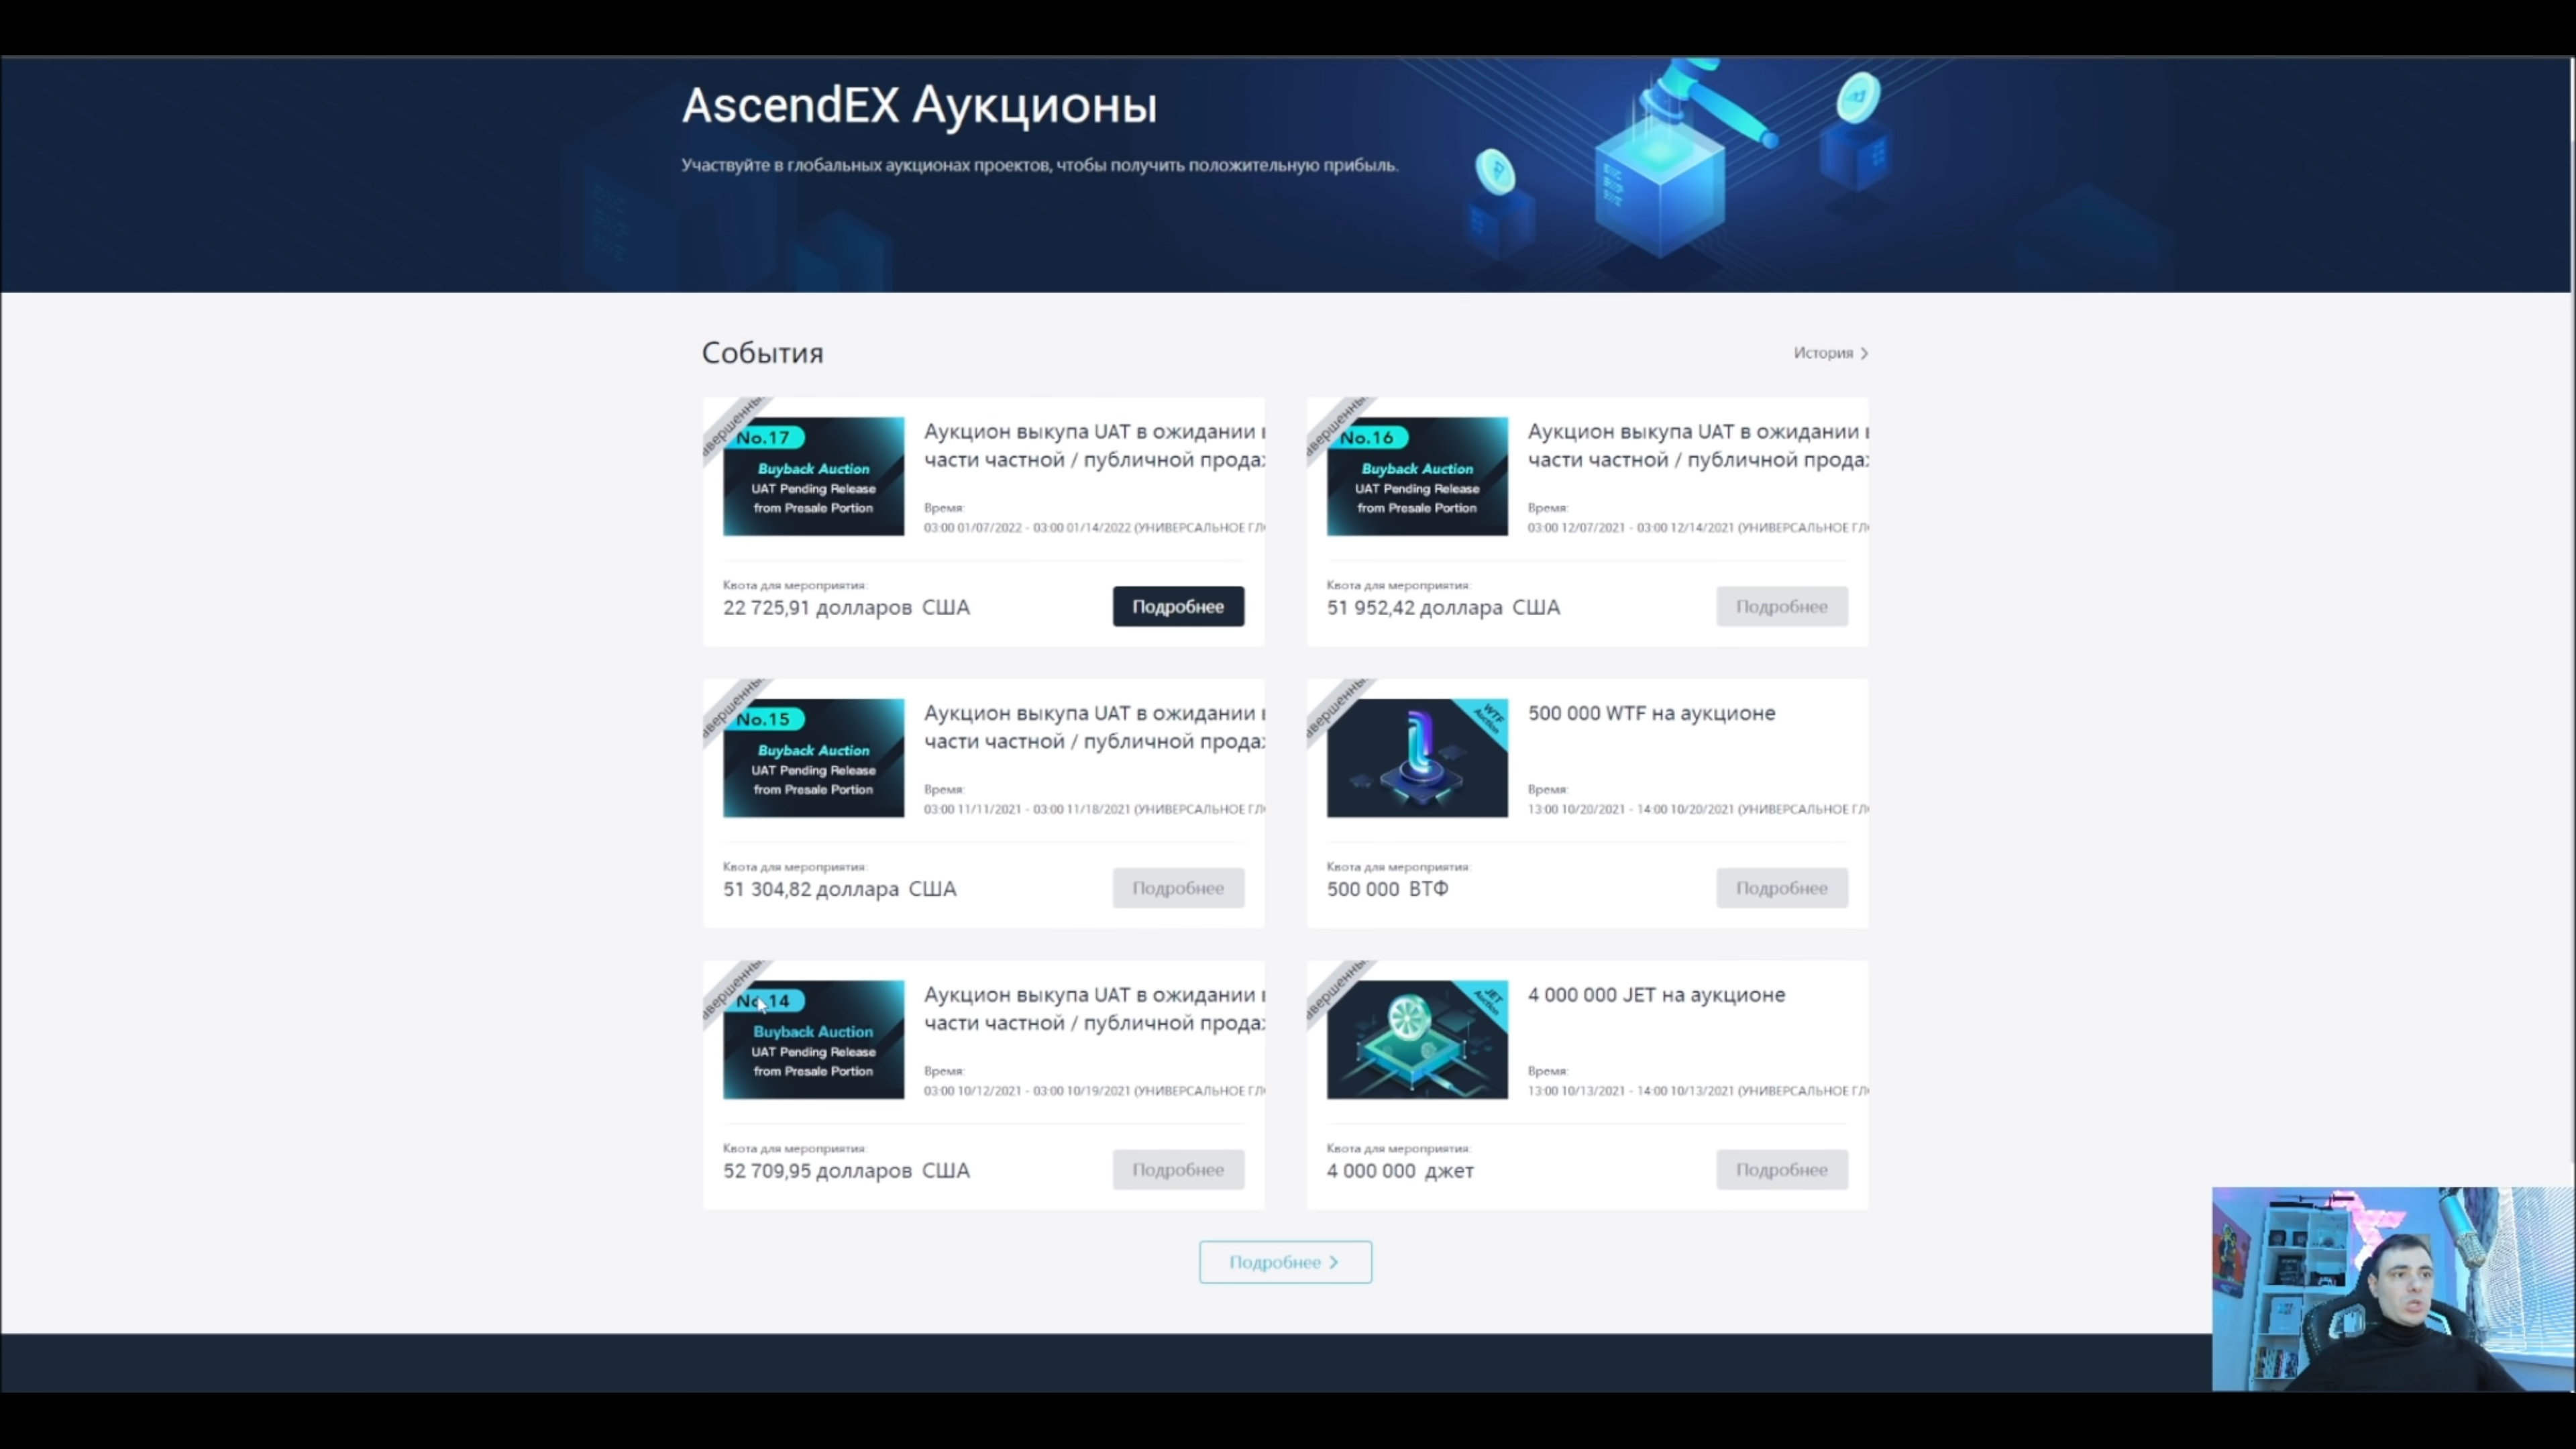 AscendEX Аукционы
Участвуйте в глобальных аукционах проектов, чтобы получить положительную прибыль.
События
История
No.17
Buyback Auction
UAT Pending Release
from Presale Portion
Аукцион выкупа UAT в ожидании
части частной / публичной
Время:
03:00 01/07/2022 - 03:00 01/14/2022 (УНИВЕРСАЛЬНОЕ
Квота для мероприятия:
22 725,91 долларов США
Подробнее
No.16
Buyback Auction
UAT Pending Release
from Presale Portion
Аукцион выкупа UAT в ожидании
части частной / публичной
Время:
03:00 12/07/2021 - 03:00 12/14/2021 (УНИВЕРСАЛЬНОЕ
Квота для мероприятия:
51 952,42 доллара США
Подробнее
No.15
Buyback Auction
UAT Pending Release
from Presale Portion
Аукцион выкупа UAT в ожидании
части частной / публичной
Время:
03:00 11/11/2021 - 03:00 11/18/2021 (УНИВЕРСАЛЬНОЕ
Квота для мероприятия:
51 304,82 доллара США
Подробнее
WTF
Auction
500 000 WTF на аукционе
Время:
13:00 10/20/2021 - 14:00 10/20/2021 (УНИВЕРСАЛЬНОЕ
Квота для мероприятия:
500 000 ВТФ
Подробнее
No.14
Buyback Auction
UAT Pending Release
from Presale Portion
Аукцион выкупа UAT в ожидании
части частной / публичной
Время:
03:00 10/12/2021 - 03:00 10/19/2021 (УНИВЕРСАЛЬНОЕ
Квота для мероприятия:
52 709,95 долларов США
Подробнее
JET
Auction
4 000 000 JET на аукционе
Время:
13:00 10/13/2021 - 14:00 10/13/2021 (УНИВЕРСАЛЬНОЕ
Квота для мероприятия:
4 000 000 джет
Подробнее
Подробнее